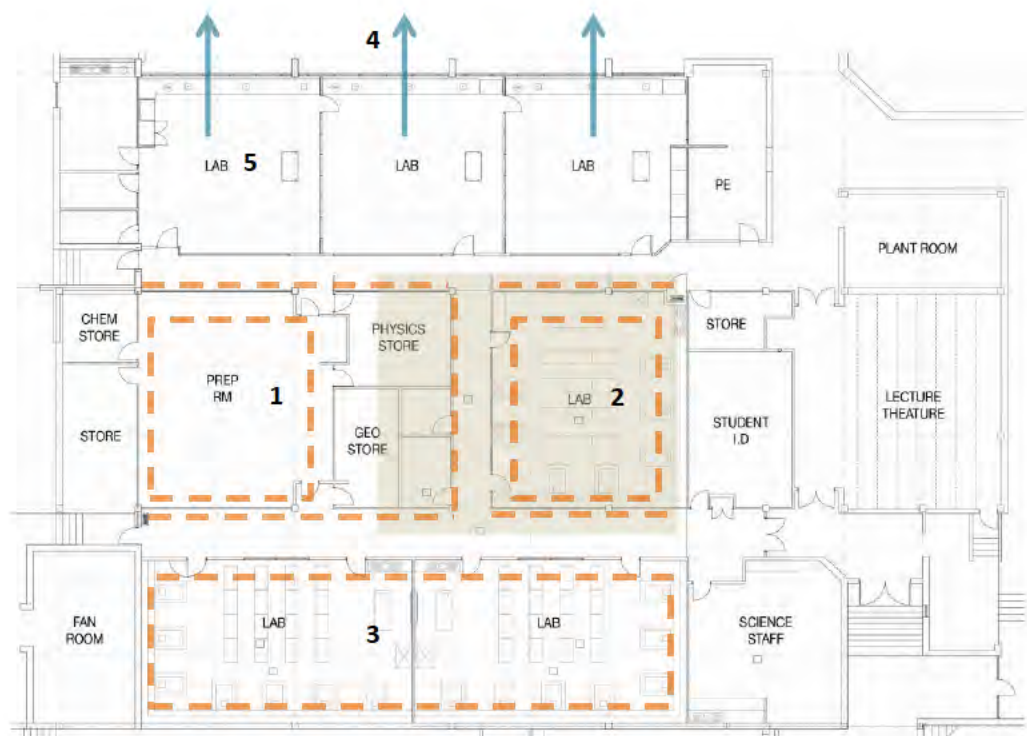 4
LAB
5
LAB
LAB
PE
PLANT ROOM
CHEM
STORE
PHYSICS
STORE
STORE
PREP
RM
1
LAB
2
GEO
STORE
STORE
STUDENT
I.D
LECTURE
THEATURE
FAN
ROOM
LAB
3
LAB
SCIENCE
STAFF